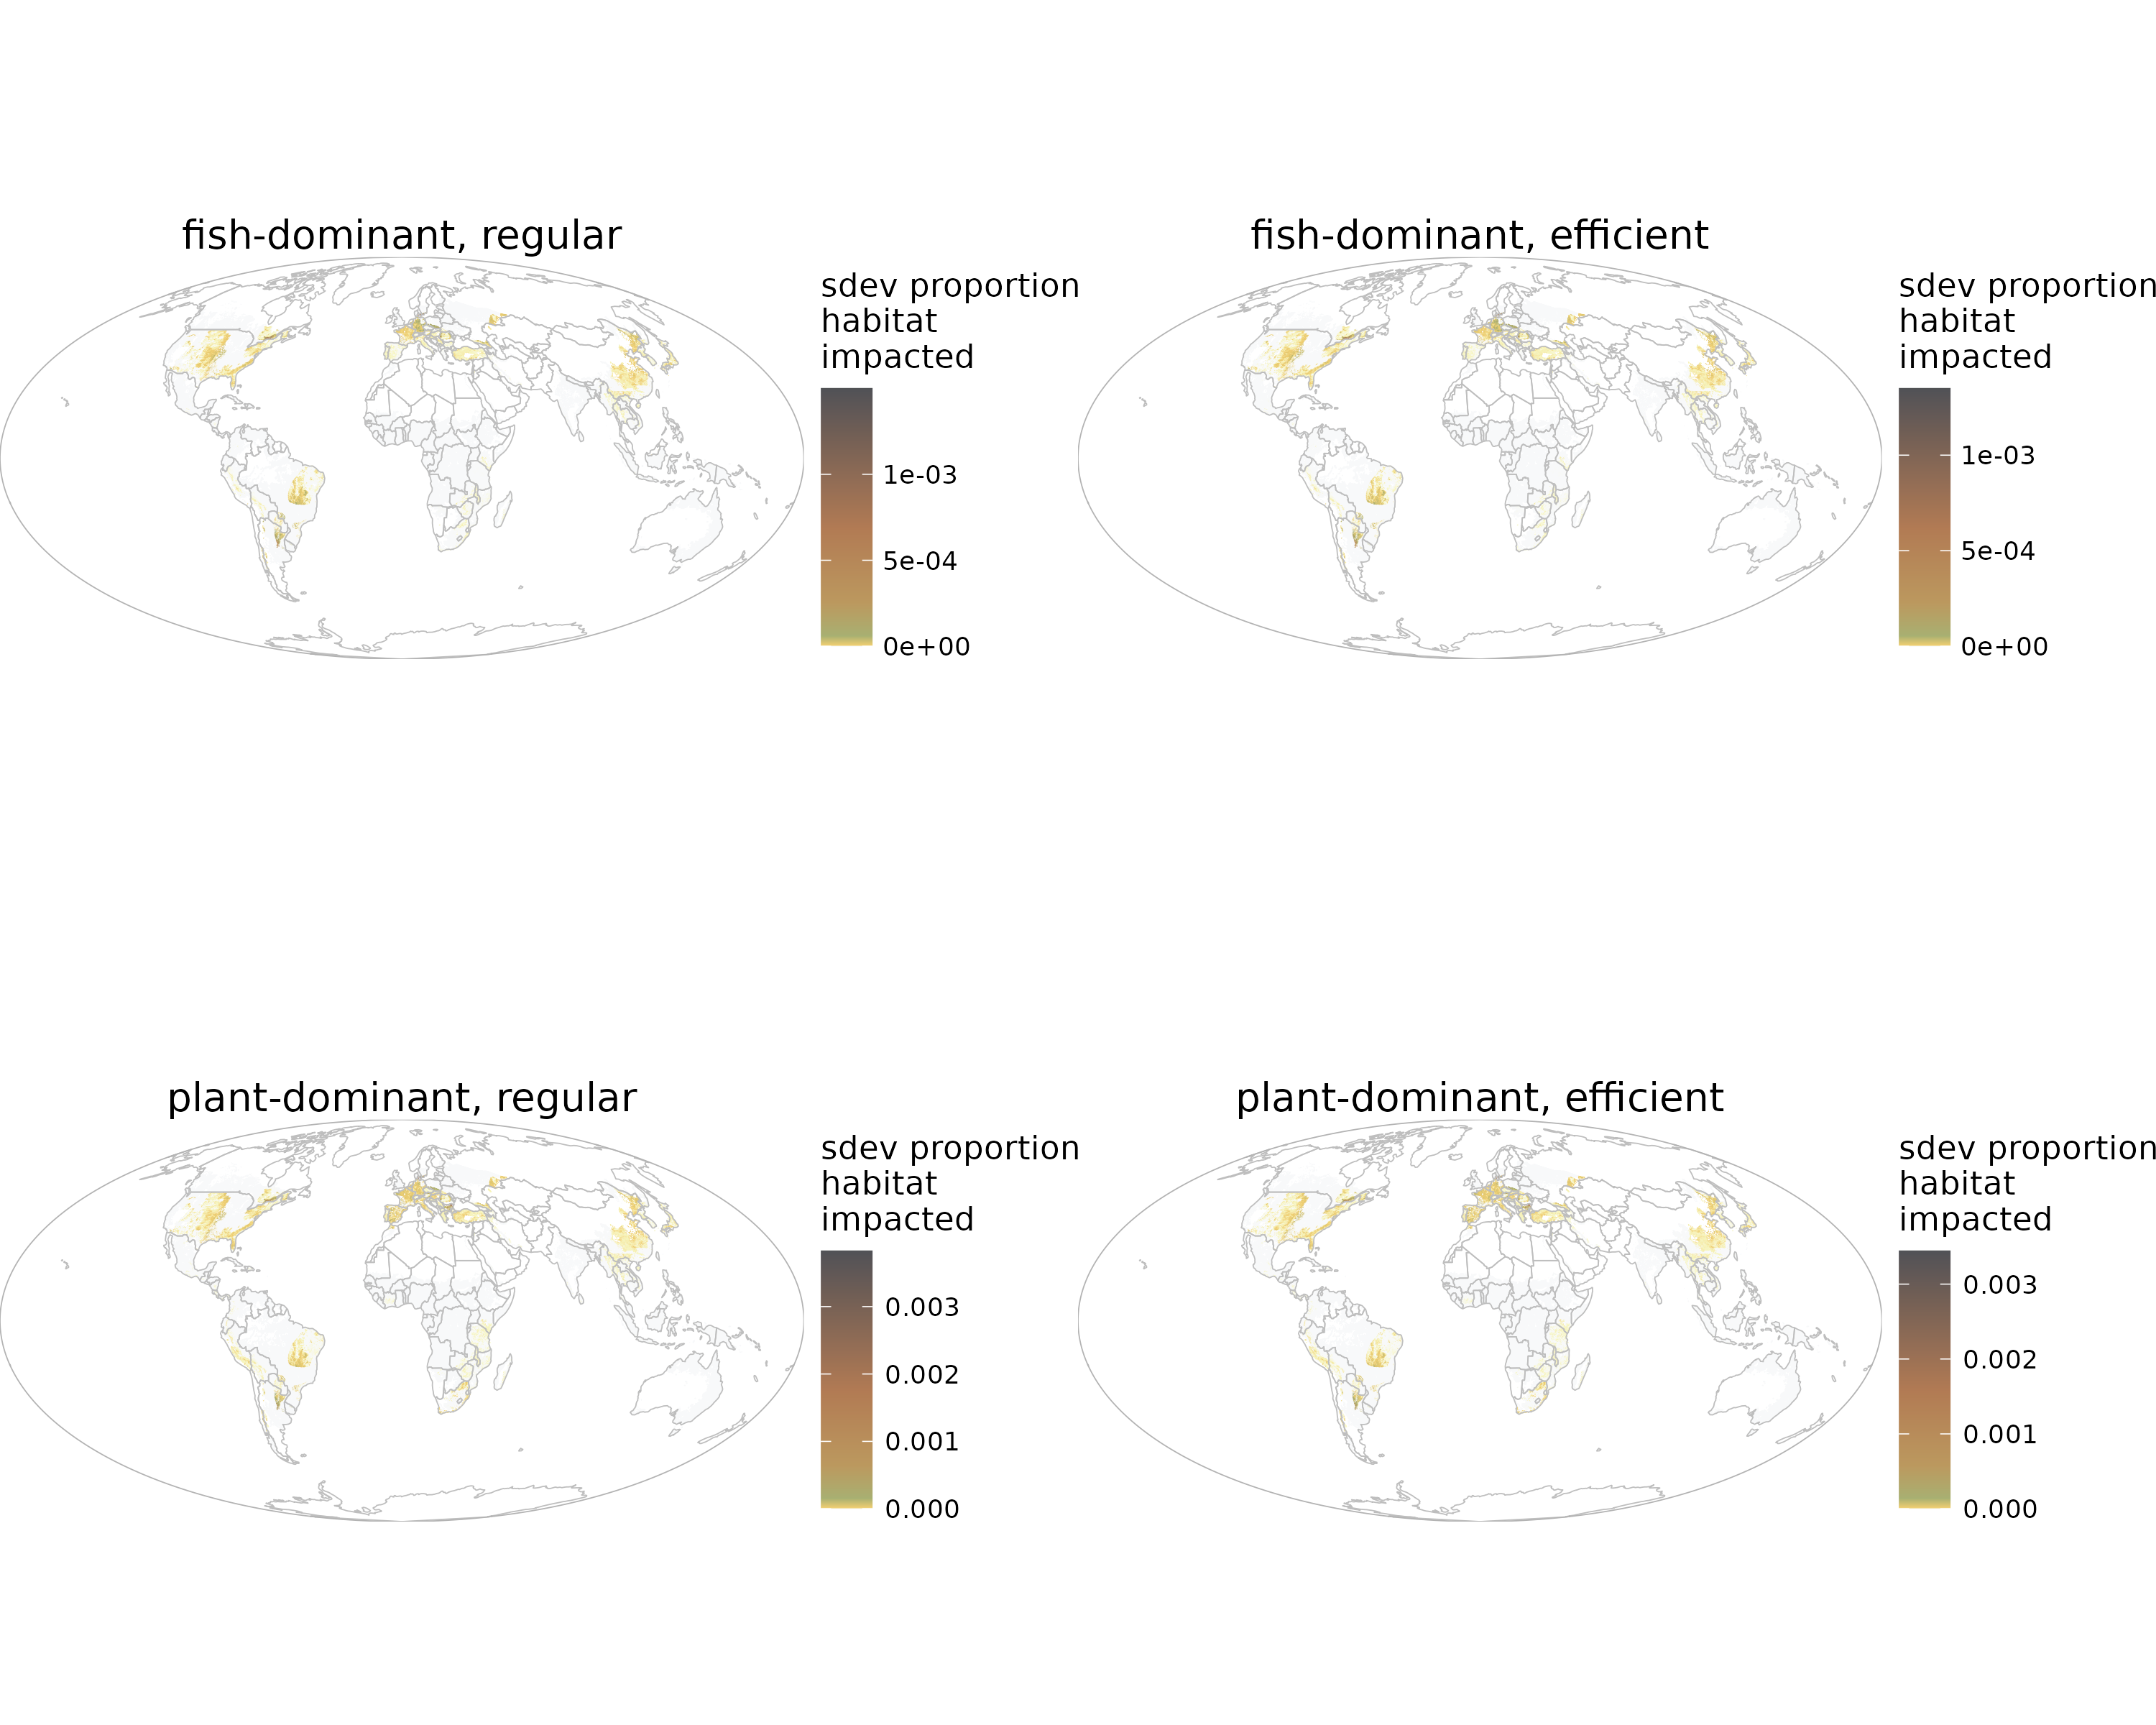 fish-dominant, regular
sdev proportion
habitat
impacted
1e-03
5e-04
0e+00
fish-dominant, efficient
sdev proportion
habitat
impacted
1e-03
5e-04
0e+00
plant-dominant, regular
sdev proportion
habitat
impacted
0.003
0.002
0.001
0.000
plant-dominant, efficient
sdev proportion
habitat
impacted
0.003
0.002
0.001
0.000